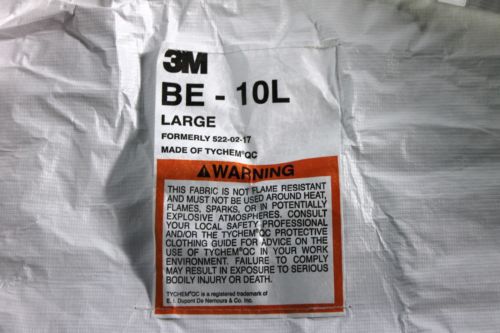 3M
BE - 10L
LARGE
FORMERLY 522-02-17
MADE OF TYCHEM®QC
WARNING
THIS FABRIC IS NOT FLAME RESISTANT
AND MUST NOT BE USED AROUND HEAT,
FLAMES, SPARKS, OR IN POTENTIALLY
EXPLOSIVE ATMOSPHERES. CONSULT
YOUR LOCAL SAFETY PROFESSIONAL
AND/OR THE TYCHEM®QC PROTECTIVE
CLOTHING GUIDE FOR ADVICE ON THE
USE OF TYCHEM®QC IN YOUR WORK
ENVIRONMENT. FAILURE TO COMPLY
MAY RESULT IN EXPOSURE TO SERIOUS
BODILY INJURY OR DEATH.
TYCHEM®QC is a registered trademark of
E. I. Dupont De Nemours & Co. Inc.